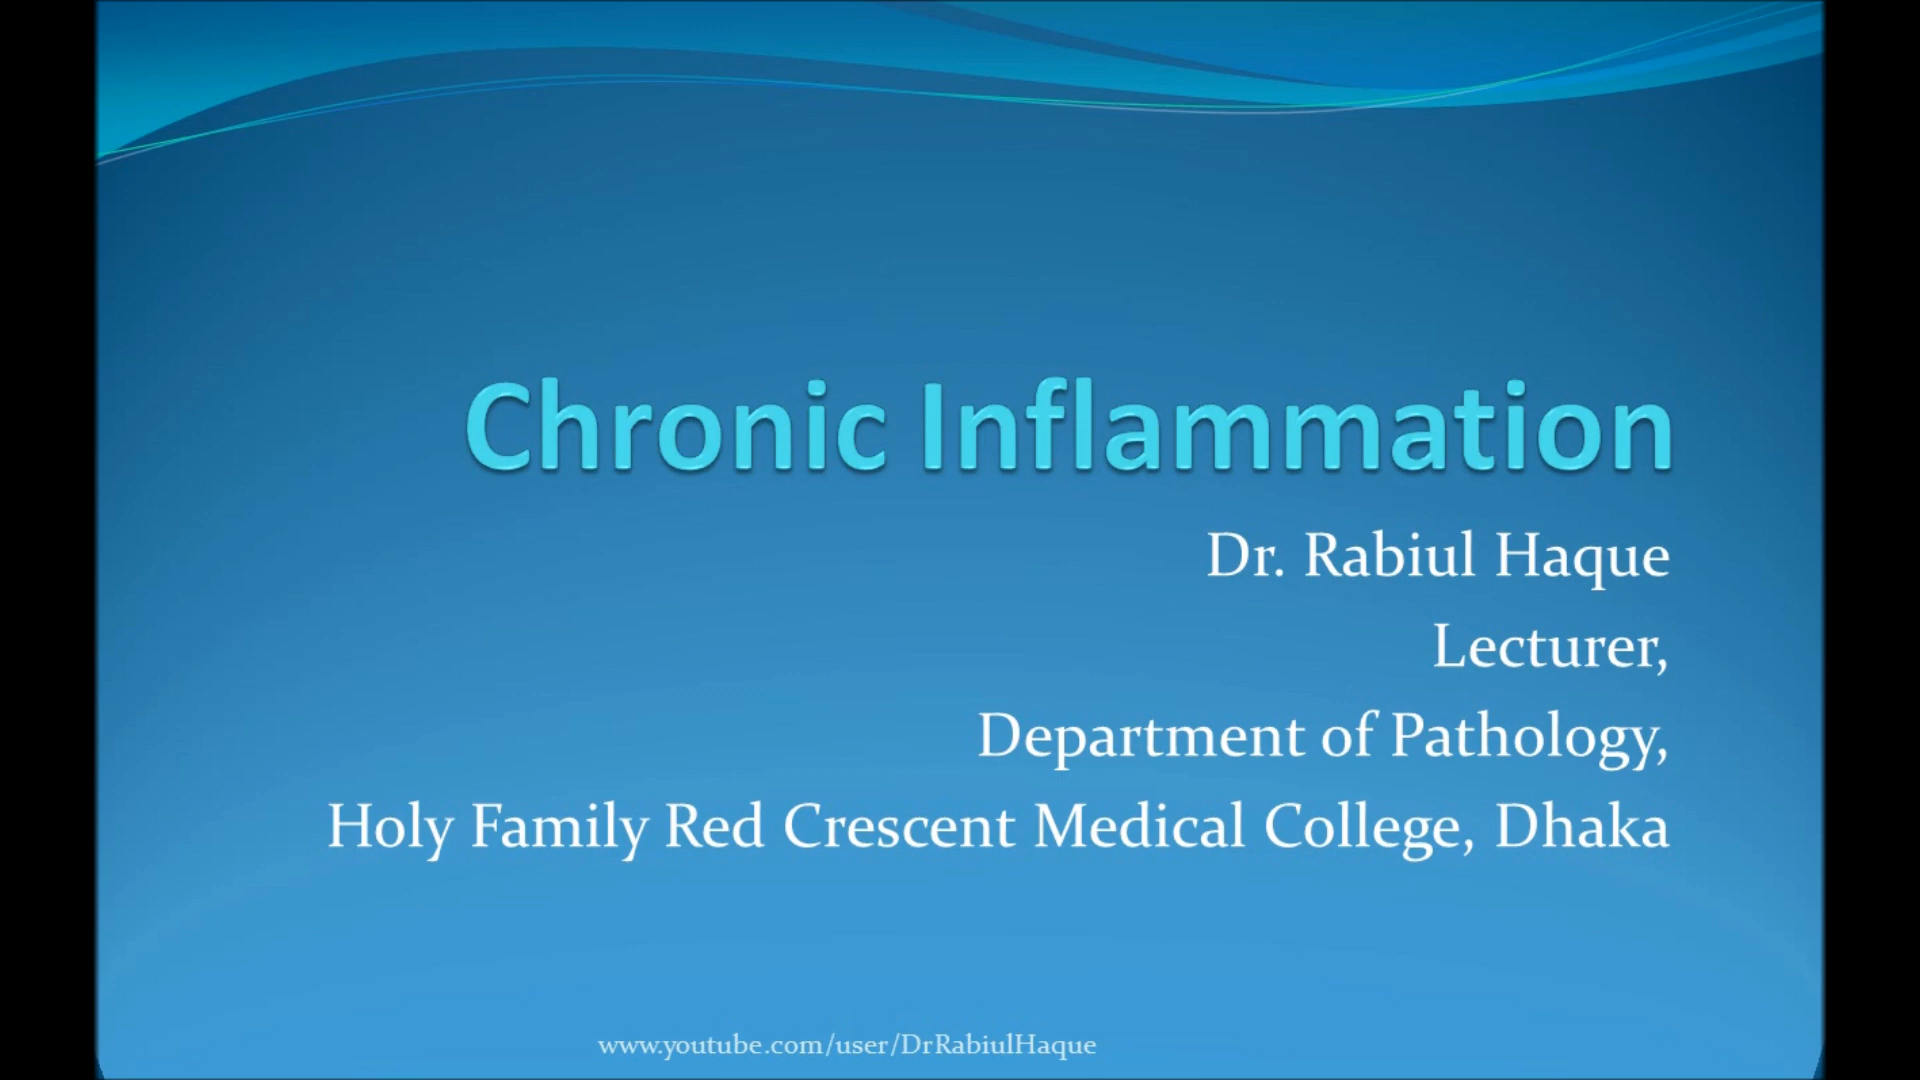 Chronic Inflammation
Dr. Rabiul Haque
Lecturer,
Department of Pathology,
Holy Family Red Crescent Medical College, Dhaka
www.youtube.com/user/DrRabiulHaque